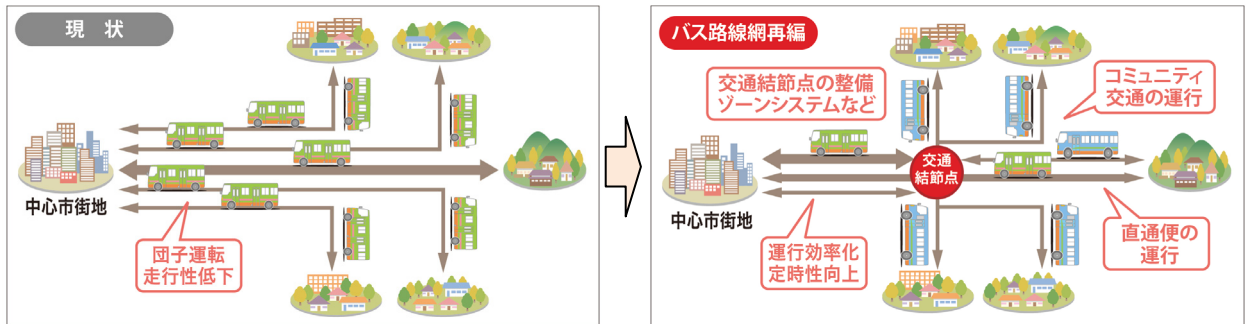 現　状
中心市街地
団子運転
走行性低下
バス路線網再編
交通結節点の整備
ゾーンシステムなど
コミュニティ
交通の運行
交通
結節点
中心市街地
運行効率化
定時性向上
直通便の
運行